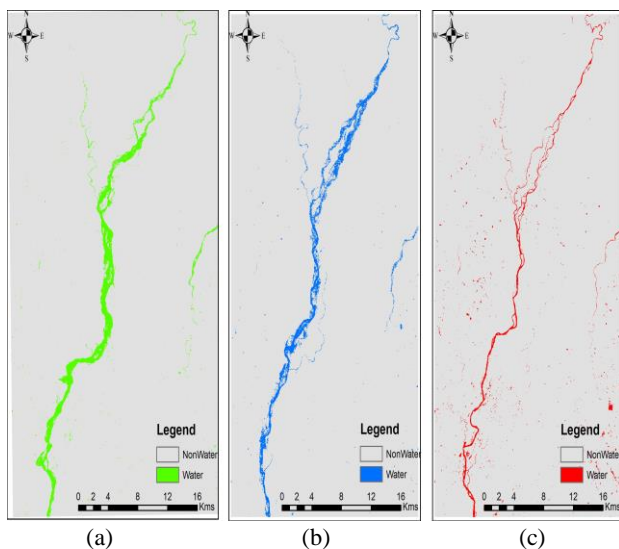 N
W E
S
Legend
NonWater
Water
0 2 4 8 12 16
Kms
(a)
N
W E
S
Legend
NonWater
Water
0 2 4 8 12 16
Kms
(b)
N
W E
S
Legend
NonWater
Water
0 2 4 8 12 16
Kms
(c)